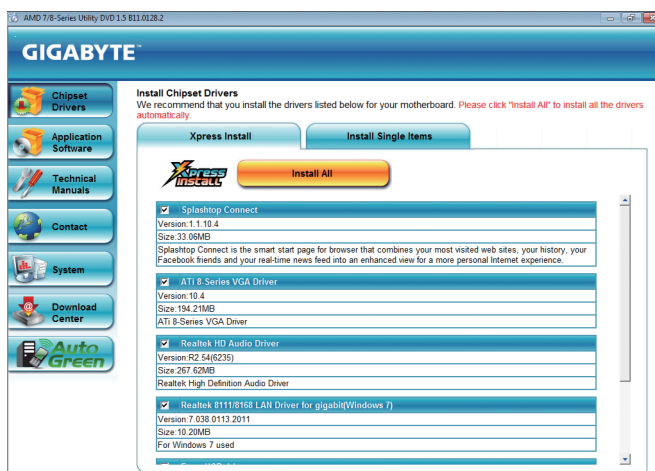 AMD 7/8-Series Utility DVD 1.5 B11.0128.2
GIGABYTE™
Chipset
Drivers
Application
Software
Technical
Manuals
Contact
System
Download
Center
Auto
Green
Install Chipset Drivers
We recommend that you install the drivers listed below for your motherboard. Please click "Install All" to install all the drivers
automatically.
Xpress Install
Install Single Items
Xpress
Install
Install All
Splashtop Connect
Version:1.1.10.4
Size:33.06MB
Splashtop Connect is the smart start page for browser that combines your most visited web sites, your history, your
Facebook friends and your real-time news feed into an enhanced view for a more personal Internet experience.
ATi 8-Series VGA Driver
Version:10.4
Size:194.21MB
ATi 8-Series VGA Driver
Realtek HD Audio Driver
Version:R2.54(6235)
Size:267.62MB
Realtek High Definition Audio Driver
Realtek 8111/8168 LAN Driver for gigabit(Windows 7)
Version:7.038.0113.2011
Size:10.20MB
For Windows 7 used